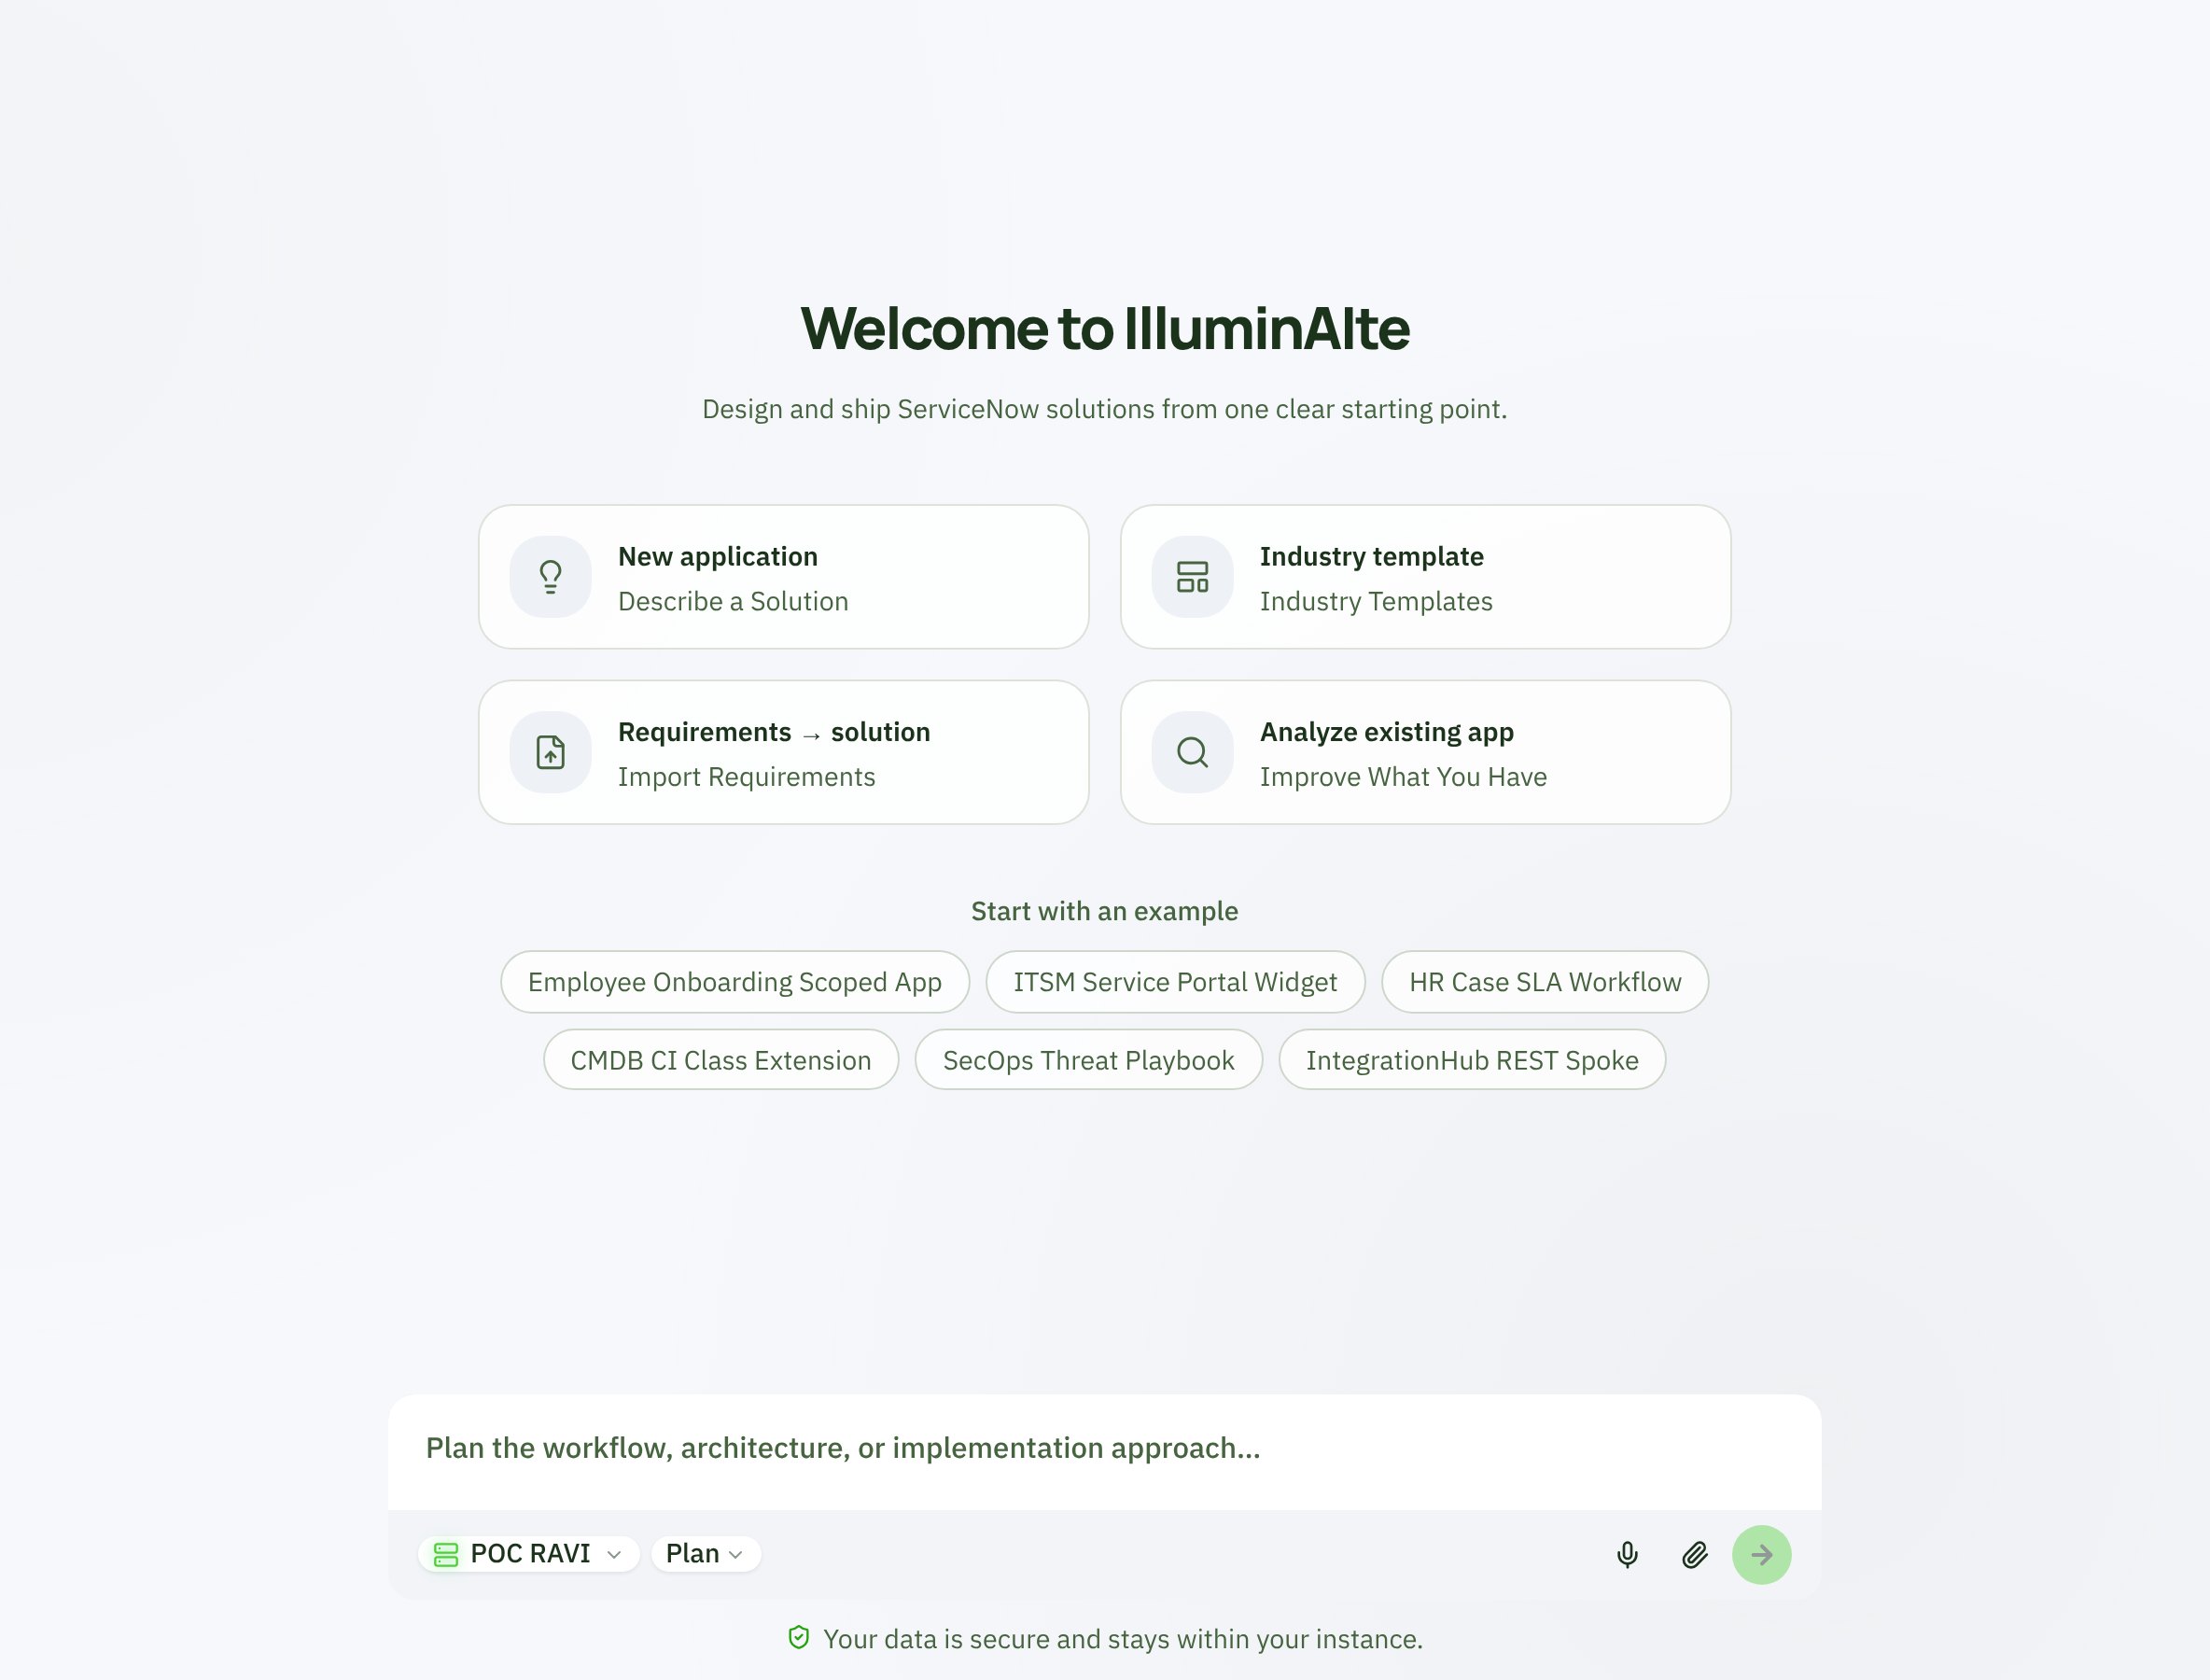 Welcome to IlluminAIte
Design and ship ServiceNow solutions from one clear starting point.
New application
Describe a Solution
Industry template
Industry Templates
Requirements → solution
Import Requirements
Analyze existing app
Improve What You Have
Start with an example
Employee Onboarding Scoped App
ITSM Service Portal Widget
HR Case SLA Workflow
CMDB CI Class Extension
SecOps Threat Playbook
IntegrationHub REST Spoke
Plan the workflow, architecture, or implementation approach...
POC RAVI
Plan
Your data is secure and stays within your instance.